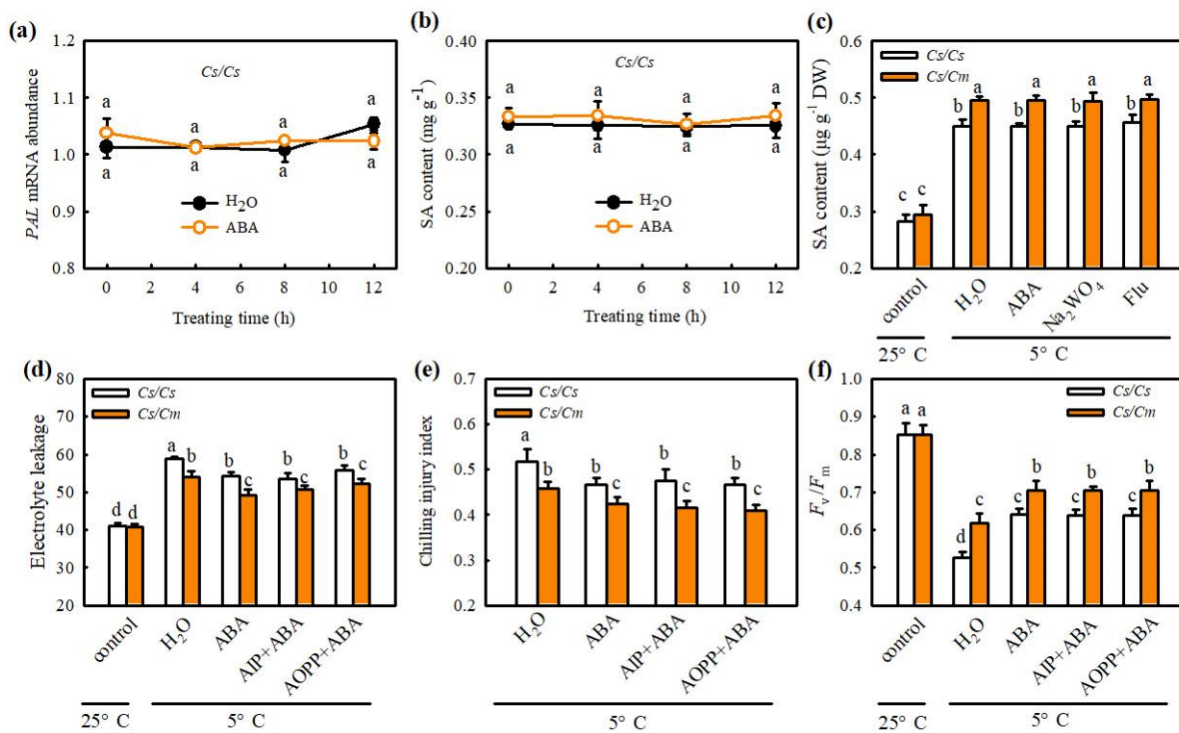 (a)
1.2
1.1
1.0
0.9
0.8
PAL mRNA abundance
Cs/Cs
a a a a
a a a a
H2O
ABA
0 2 4 6 8 10 12
Treating time (h)
(b)
0.40
0.35
0.30
0.25
0.20
SA content (mg g-1)
Cs/Cs
a a a a
a a a a
H2O
ABA
0 2 4 6 8 10 12
Treating time (h)
(c)
0.6
0.5
0.4
0.3
0.2
SA content (µg g-1 DW)
Cs/Cs
Cs/Cm
c c b a b a b a b a
control H2O ABA Na2WO4 Flu
25° C 5° C
(d)
80
70
60
50
40
30
20
Electrolyte leakage
Cs/Cs
Cs/Cm
d d a b b c b c b c
control H2O ABA AIP+ABA AOPP+ABA
25° C 5° C
(e)
0.7
0.6
0.5
0.4
0.3
0.2
Chilling injury index
Cs/Cs
Cs/Cm
a b b c b c b c
H2O ABA AIP+ABA AOPP+ABA
5° C
(f)
1.0
0.9
0.8
0.7
0.6
0.5
0.4
Fv/Fm
Cs/Cs
Cs/Cm
a a d c c b c b c b
control H2O ABA AIP+ABA AOPP+ABA
25° C 5° C